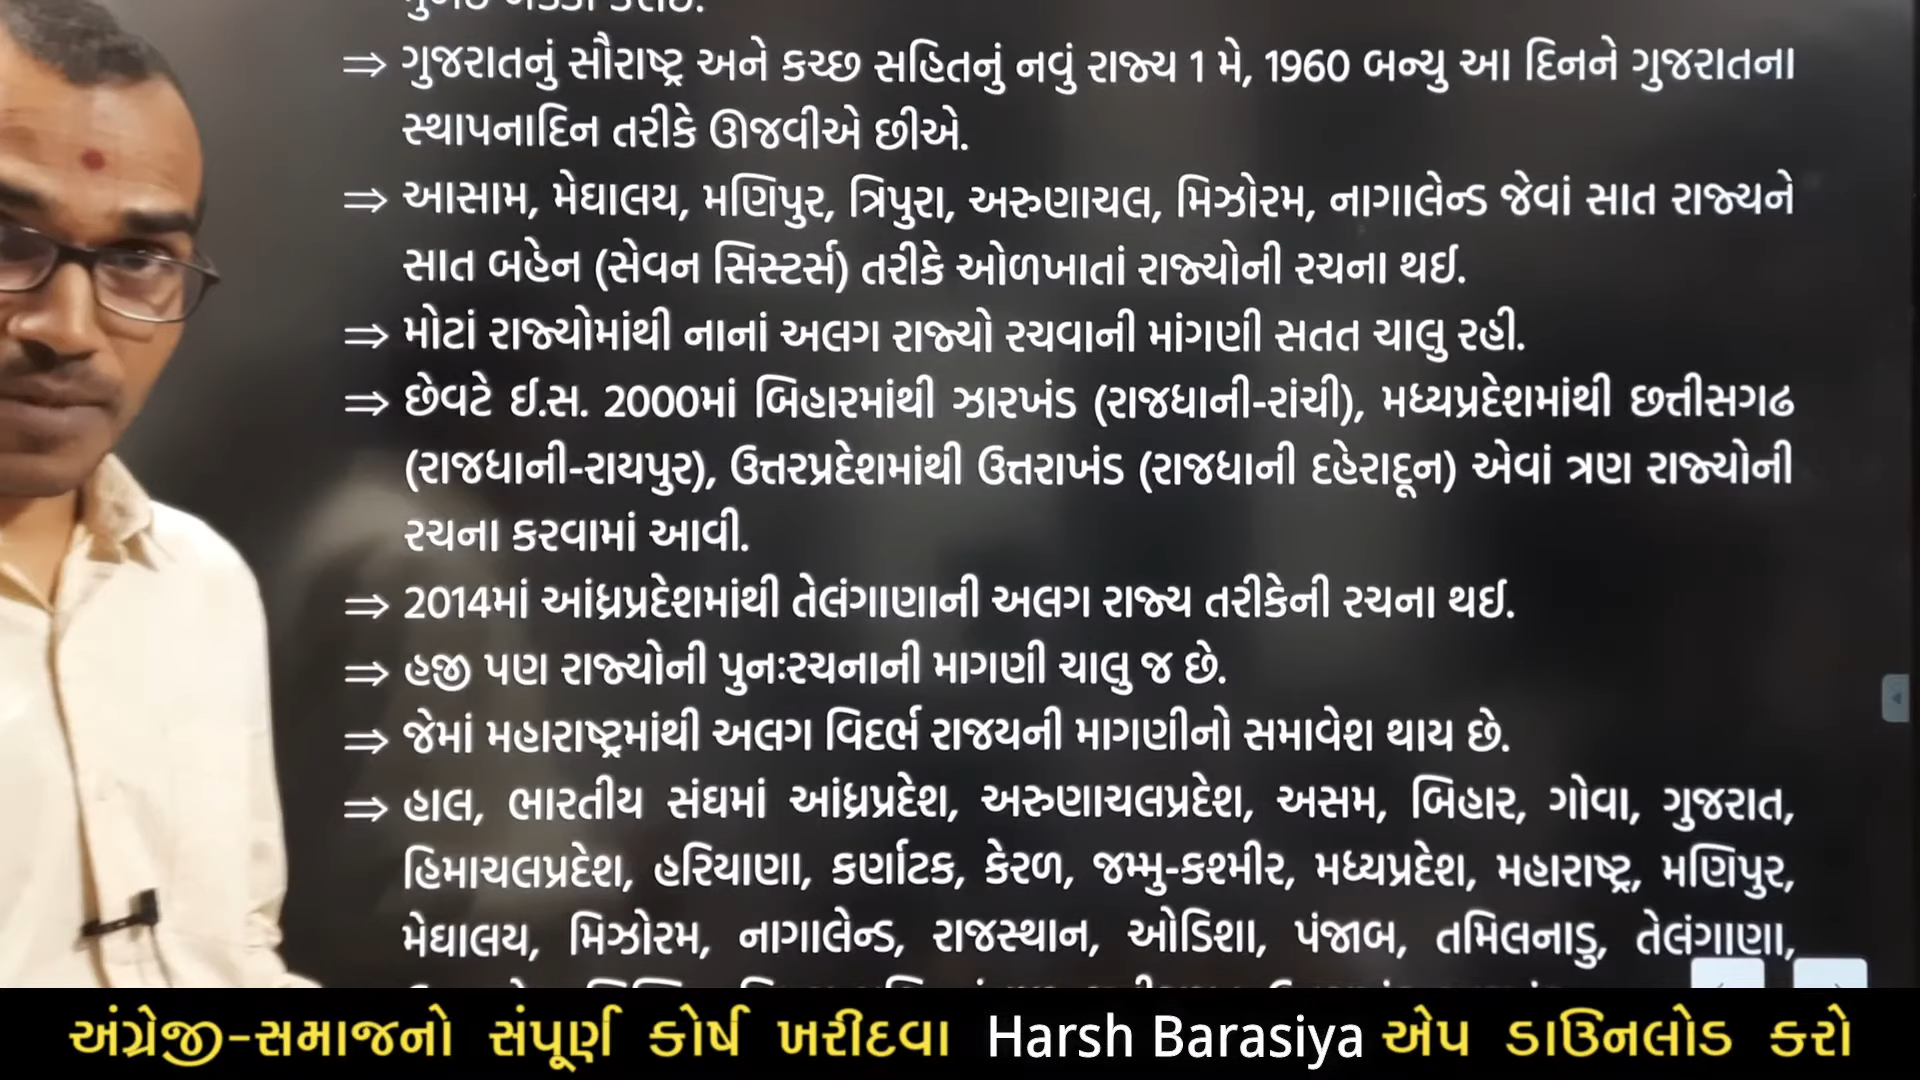 ⇒ ગુજરાતનું સૌરાષ્ટ્ર અને કચ્છ સહિતનું નવું રાજ્ય 1 મે, 1960 બન્યુ આ દિનને ગુજરાતના
સ્થાપનાદિન તરીકે ઊજવીએ છીએ.
⇒ આસામ, મેઘાલય, મણિપુર, ત્રિપુરા, અરુણાચલ, મિઝોરમ, નાગાલેન્ડ જેવાં સાત રાજ્યને
સાત બહેન (સેવન સિસ્ટર્સ) તરીકે ઓળખાતાં રાજ્યોની રચના થઈ.
⇒ મોટાં રાજ્યોમાંથી નાનાં અલગ રાજ્યો રચવાની માંગણી સતત ચાલુ રહી.
⇒ છેવટે ઈ.સ. 2000માં બિહારમાંથી ઝારખંડ (રાજધાની-રાંચી), મધ્યપ્રદેશમાંથી છત્તીસગઢ
(રાજધાની-રાયપુર), ઉત્તરપ્રદેશમાંથી ઉત્તરાખંડ (રાજધાની દહેરાદૂન) એવાં ત્રણ રાજ્યોની
રચના કરવામાં આવી.
⇒ 2014માં આંધ્રપ્રદેશમાંથી તેલંગાણાની અલગ રાજ્ય તરીકેની રચના થઈ.
⇒ હજી પણ રાજ્યોની પુનઃરચનાની માગણી ચાલુ જ છે.
⇒ જેમાં મહારાષ્ટ્રમાંથી અલગ વિદર્ભ રાજયની માગણીનો સમાવેશ થાય છે.
⇒ હાલ, ભારતીય સંઘમાં આંધ્રપ્રદેશ, અરુણાચલપ્રદેશ, અસમ, બિહાર, ગોવા, ગુજરાત,
હિમાચલપ્રદેશ, હરિયાણા, કર્ણાટક, કેરળ, જમ્મુ-કશ્મીર, મધ્યપ્રદેશ, મહારાષ્ટ્ર, મણિપુર,
મેઘાલય, મિઝોરમ, નાગાલેન્ડ, રાજસ્થાન, ઓડિશા, પંજાબ, તમિલનાડુ, તેલંગાણા,
અંગ્રેજી-સમાજનો સંપૂર્ણ કોર્ષ ખરીદવા Harsh Barasiya એપ ડાઉનલોડ કરો